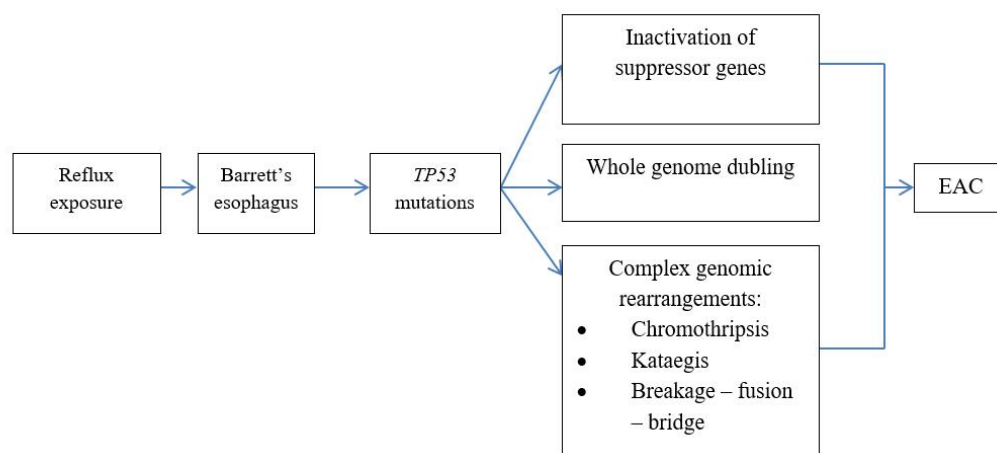 Reflux
exposure
Barrett’s
esophagus
TP53
mutations
Inactivation of
suppressor genes
Whole genome dubling
Complex genomic
rearrangements:
• Chromothripsis
• Kataegis
• Breakage – fusion
– bridge
EAC